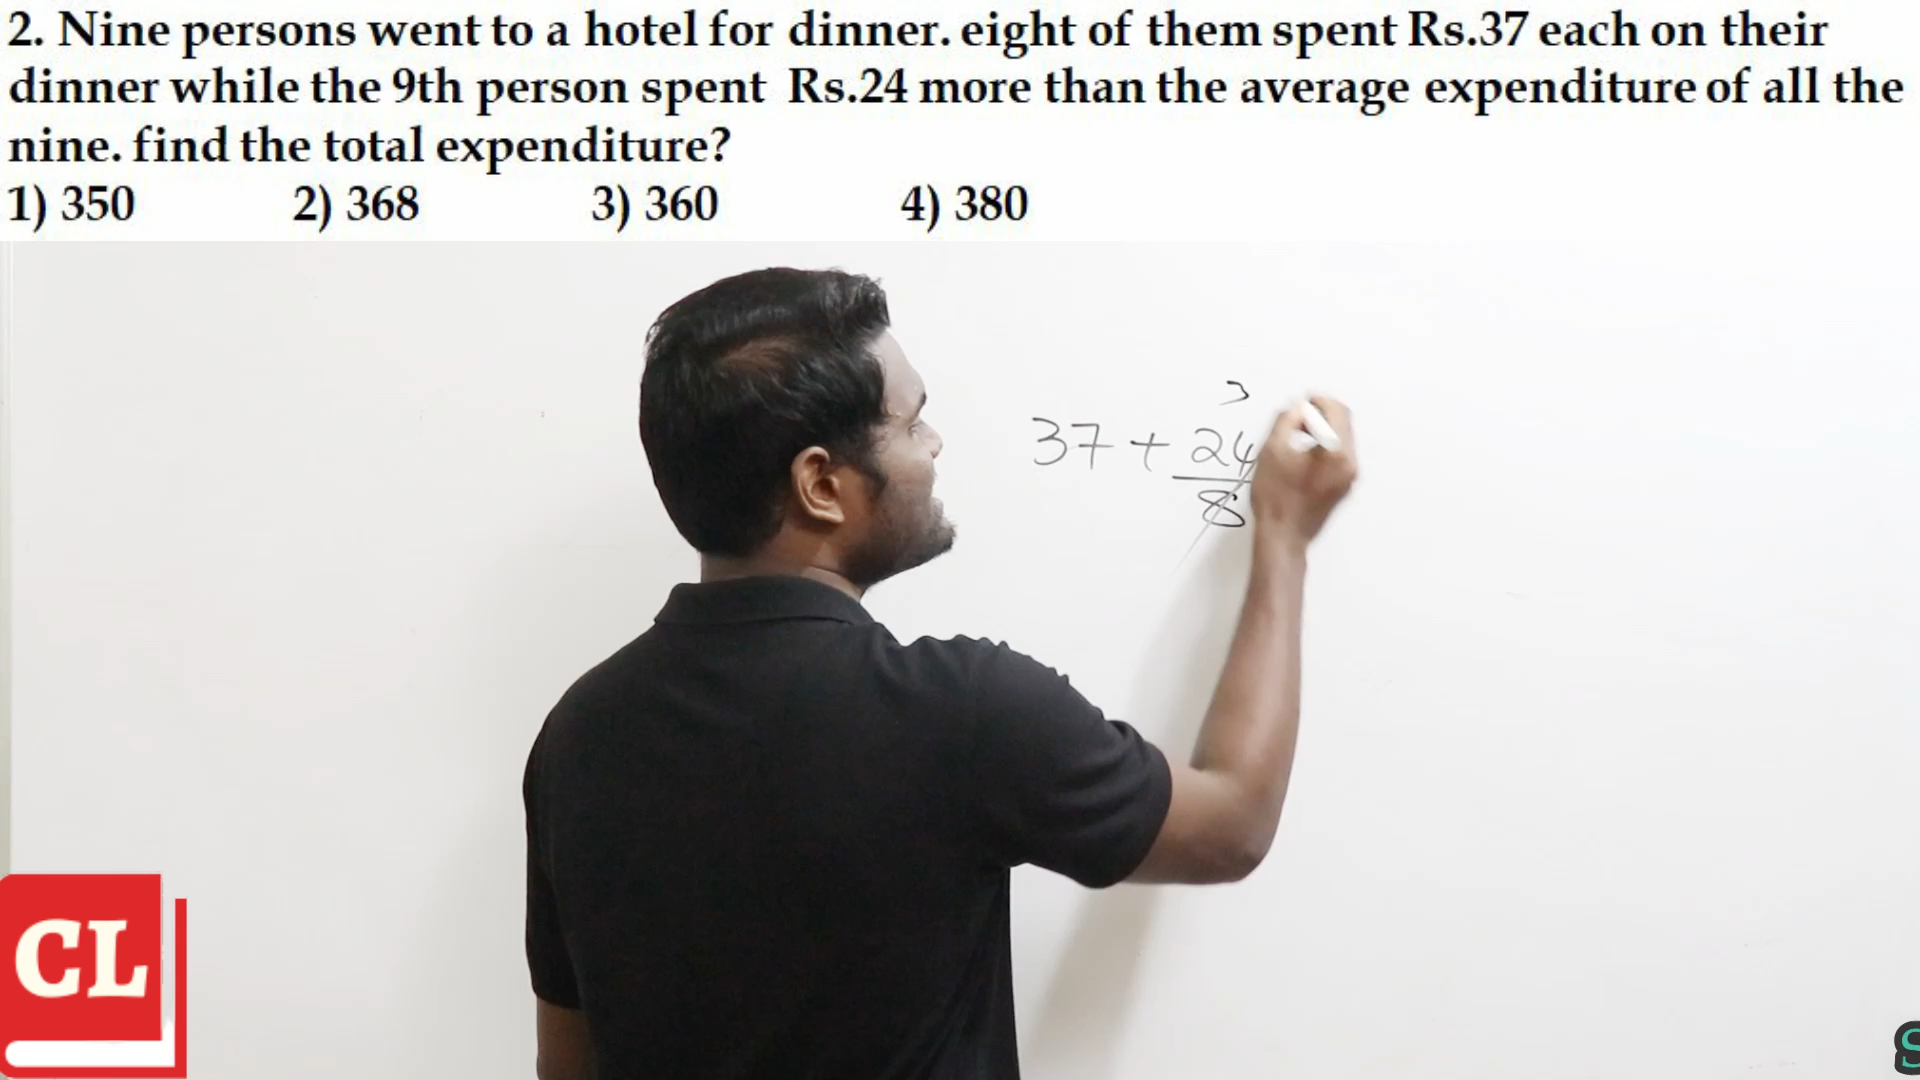 2. Nine persons went to a hotel for dinner. eight of them spent Rs.37 each on their
dinner while the 9th person spent Rs.24 more than the average expenditure of all the
nine. find the total expenditure?
1) 350 2) 368 3) 360 4) 380
3
37 + 24
8
CL
S